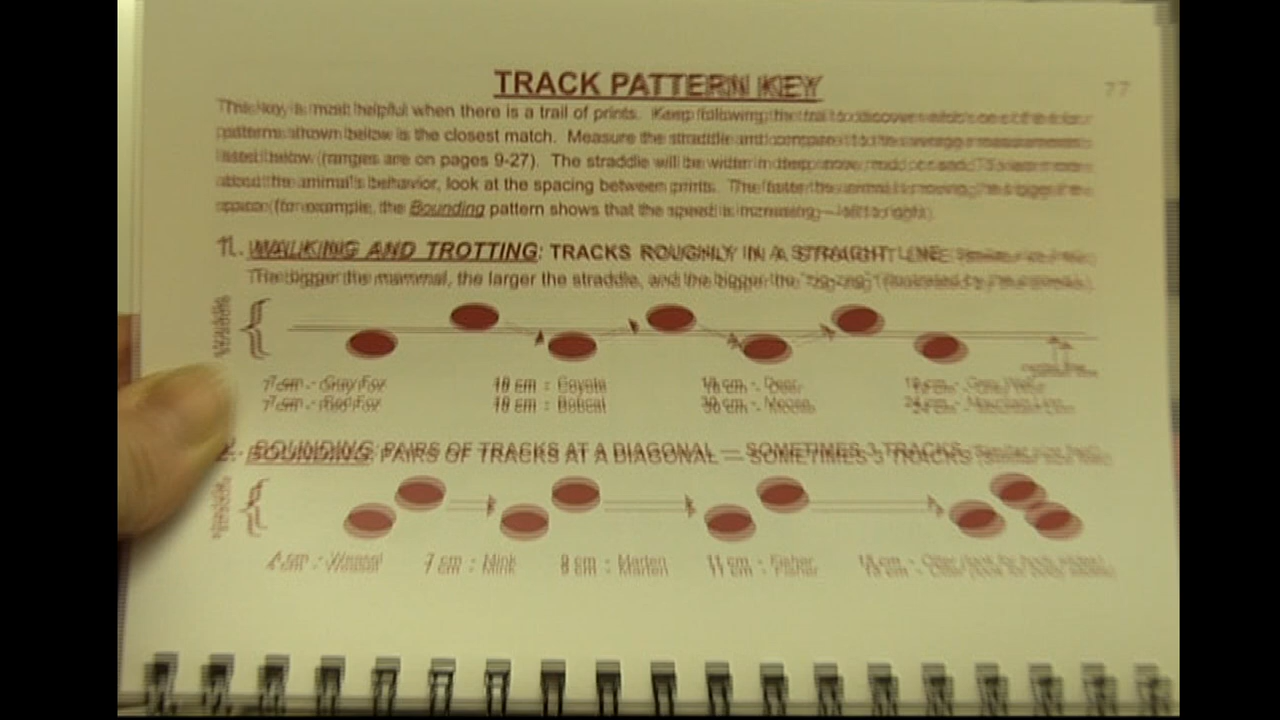 TRACK PATTERN KEY
77
This key is most helpful when there is a trail of prints. Keep following the trail to discover which one of the four
patterns shown below is the closest match. Measure the straddle and compare it to the average measurements
listed below (ranges are on pages 9-27). The straddle will be wider in deep snow, mud or sand. To learn more
about the animal's behavior, look at the spacing between prints. The faster the animal is moving, the bigger the
spaces (for example, the Bounding pattern shows that the speed is increasing—left to right).
1. WALKING AND TROTTING: TRACKS ROUGHLY IN A STRAIGHT LINE
The bigger the mammal, the larger the straddle, and the bigger the "zig-zag"
7 cm - Gray Fox
7 cm - Red Fox
10 cm - Coyote
10 cm - Bobcat
- Deer
- Moose
2. BOUNDING: PAIRS OF TRACKS AT A DIAGONAL — SOMETIMES 3 TRACKS
4 cm - Weasel
7 cm - Mink
9 cm - Marten
11 cm - Fisher